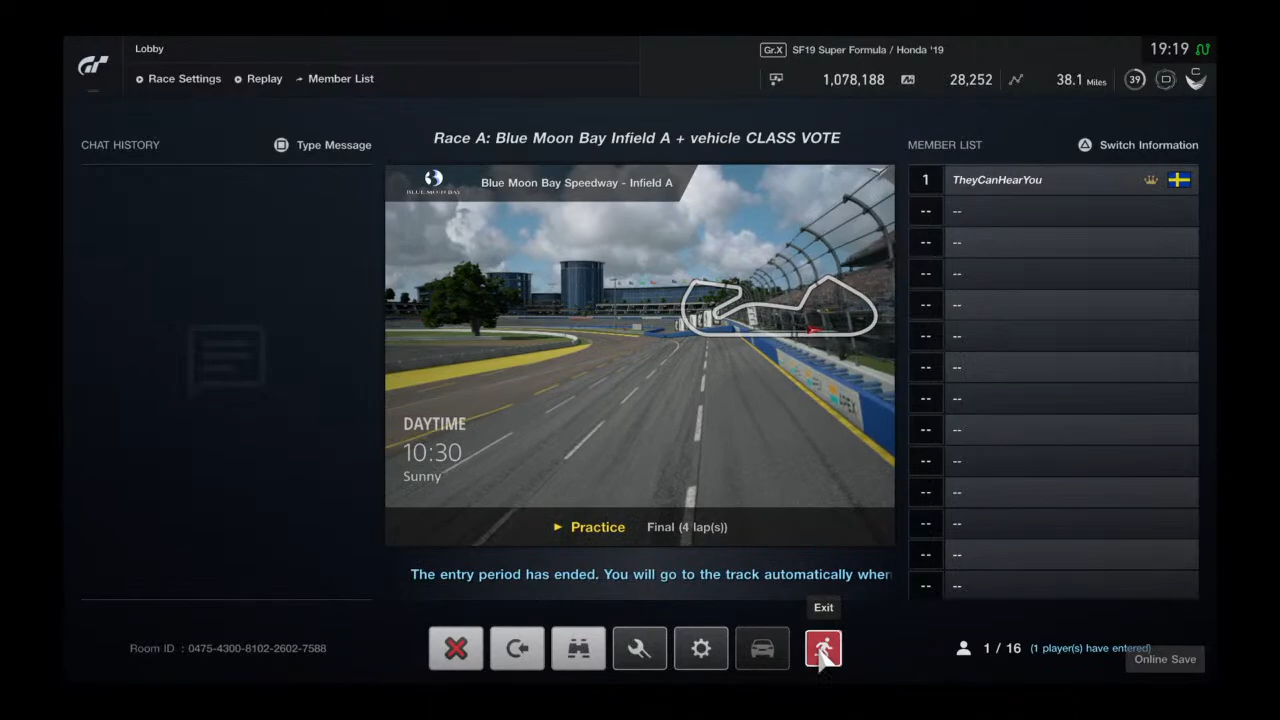 Lobby
Gr.X SF19 Super Formula / Honda '19
19:19
Race Settings Replay Member List
1,078,188 28,252 38.1 Miles 39 C
CHAT HISTORY Type Message
Race A: Blue Moon Bay Infield A + vehicle CLASS VOTE
MEMBER LIST Switch Information
BLUE MOON BAY
Blue Moon Bay Speedway - Infield A
1 TheyCanHearYou
-- --
-- --
-- --
-- --
-- --
-- --
-- --
-- --
-- --
-- --
-- --
-- --
-- --
APEX
DAYTIME
10:30
Sunny
Practice Final (4 lap(s))
The entry period has ended. You will go to the track automatically when
Exit
Room ID : 0475-4300-8102-2602-7588
1 / 16 (1 player(s) have entered)
Online Save